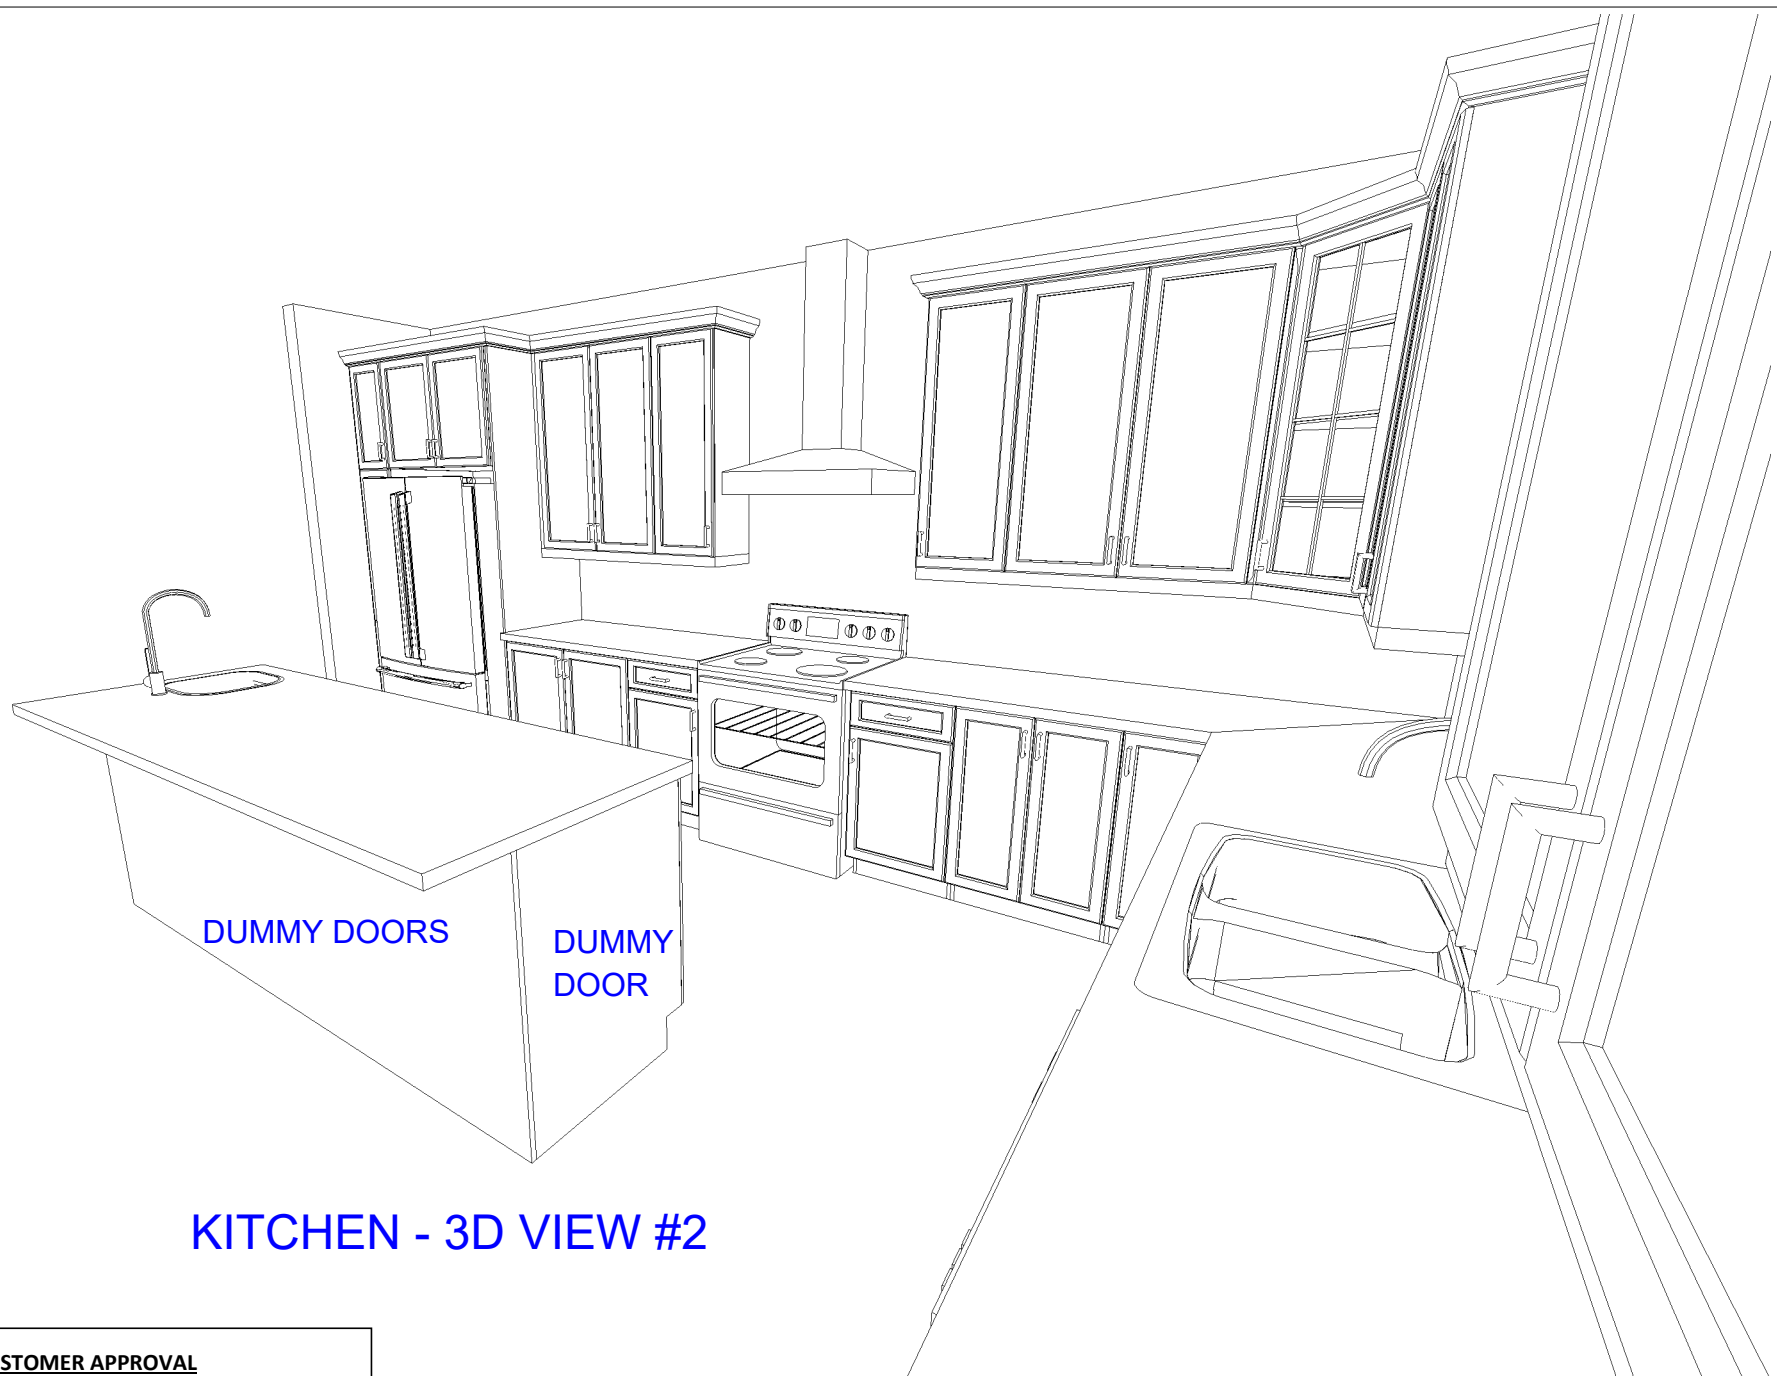 DUMMY DOORS
DUMMY
DOOR
KITCHEN - 3D VIEW #2
STOMER APPROVAL